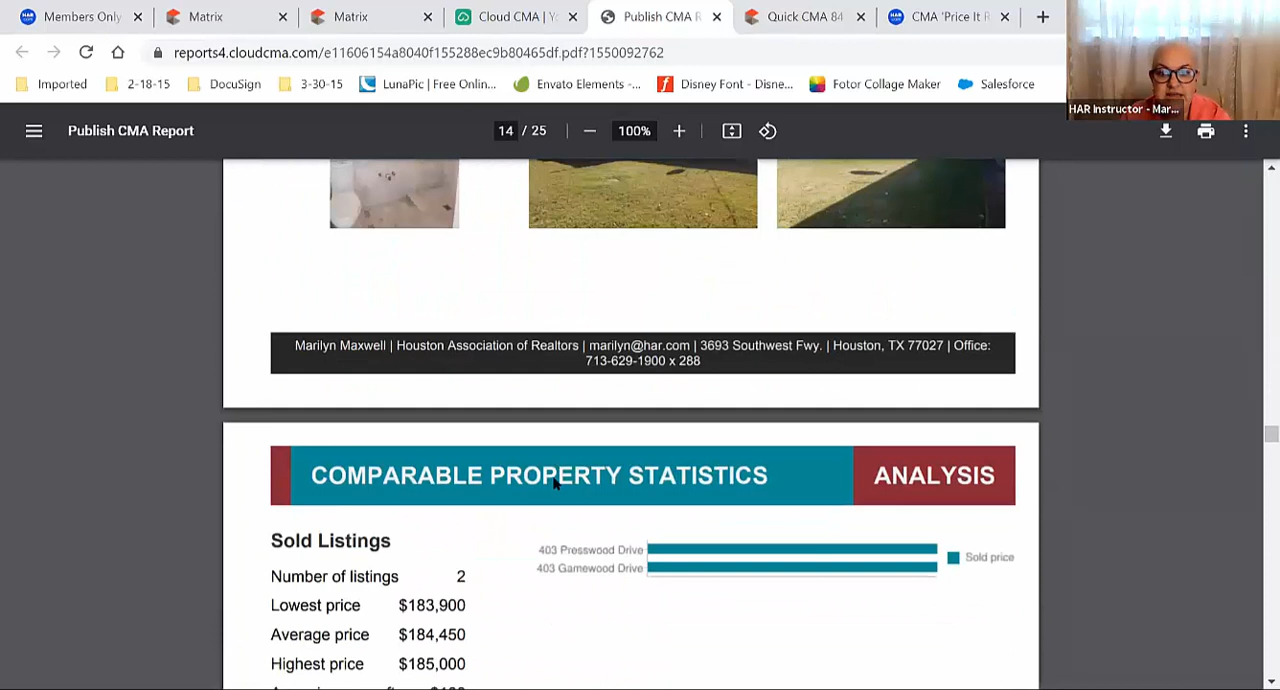 Members Only
Matrix
Matrix
Cloud CMA | Yo
Publish CMA R
Quick CMA 84
CMA 'Price It R
reports4.cloudcma.com/e11606154a8040f155288ec9b80465df.pdf?1550092762
Imported
2-18-15
DocuSign
3-30-15
LunaPic | Free Onlin...
Envato Elements -...
Disney Font - Disne...
Fotor Collage Maker
Salesforce
HAR Instructor - Mar...
Publish CMA Report
14 / 25
100%
Marilyn Maxwell | Houston Association of Realtors | marilyn@har.com | 3693 Southwest Fwy. | Houston, TX 77027 | Office:
713-629-1900 x 288
COMPARABLE PROPERTY STATISTICS
ANALYSIS
Sold Listings
403 Presswood Drive
403 Gamewood Drive
Sold price
Number of listings 2
Lowest price $183,900
Average price $184,450
Highest price $185,000